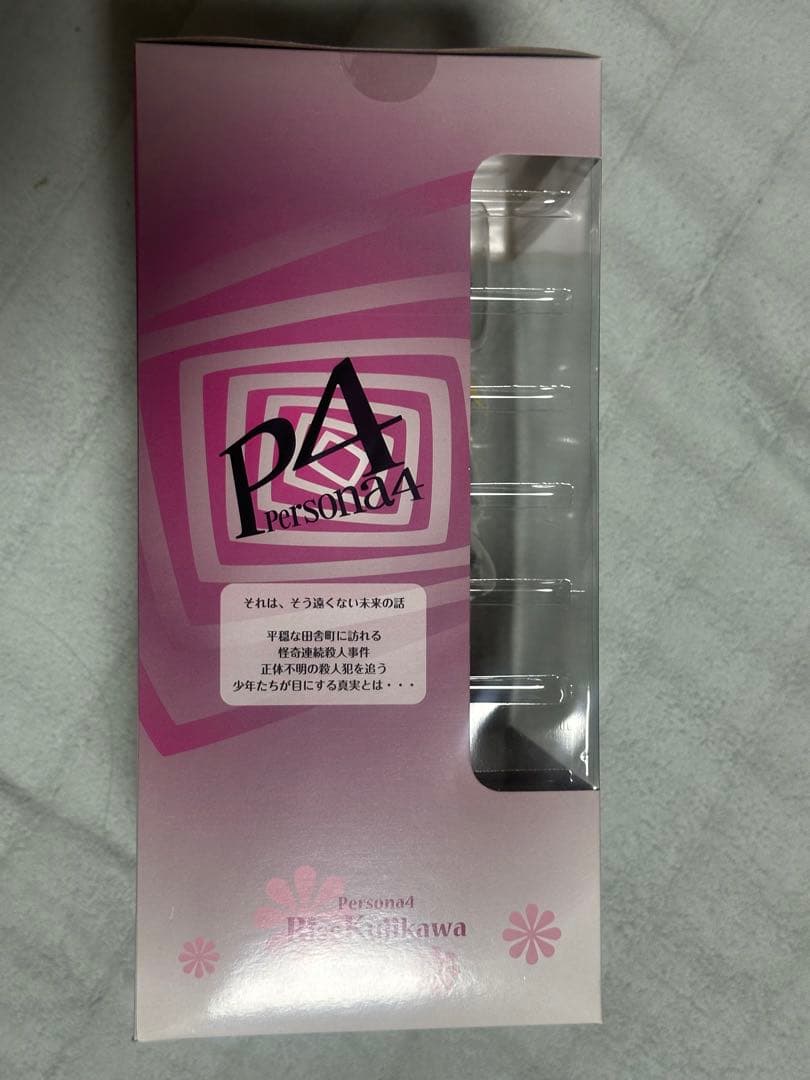 P4
Persona4
それは、そう遠くない未来の話
平穏な田舎町に訪れる
怪奇連続殺人事件
正体不明の殺人犯を追う
少年たちが目にする真実とは・・・
Persona4
Rise Kujikawa